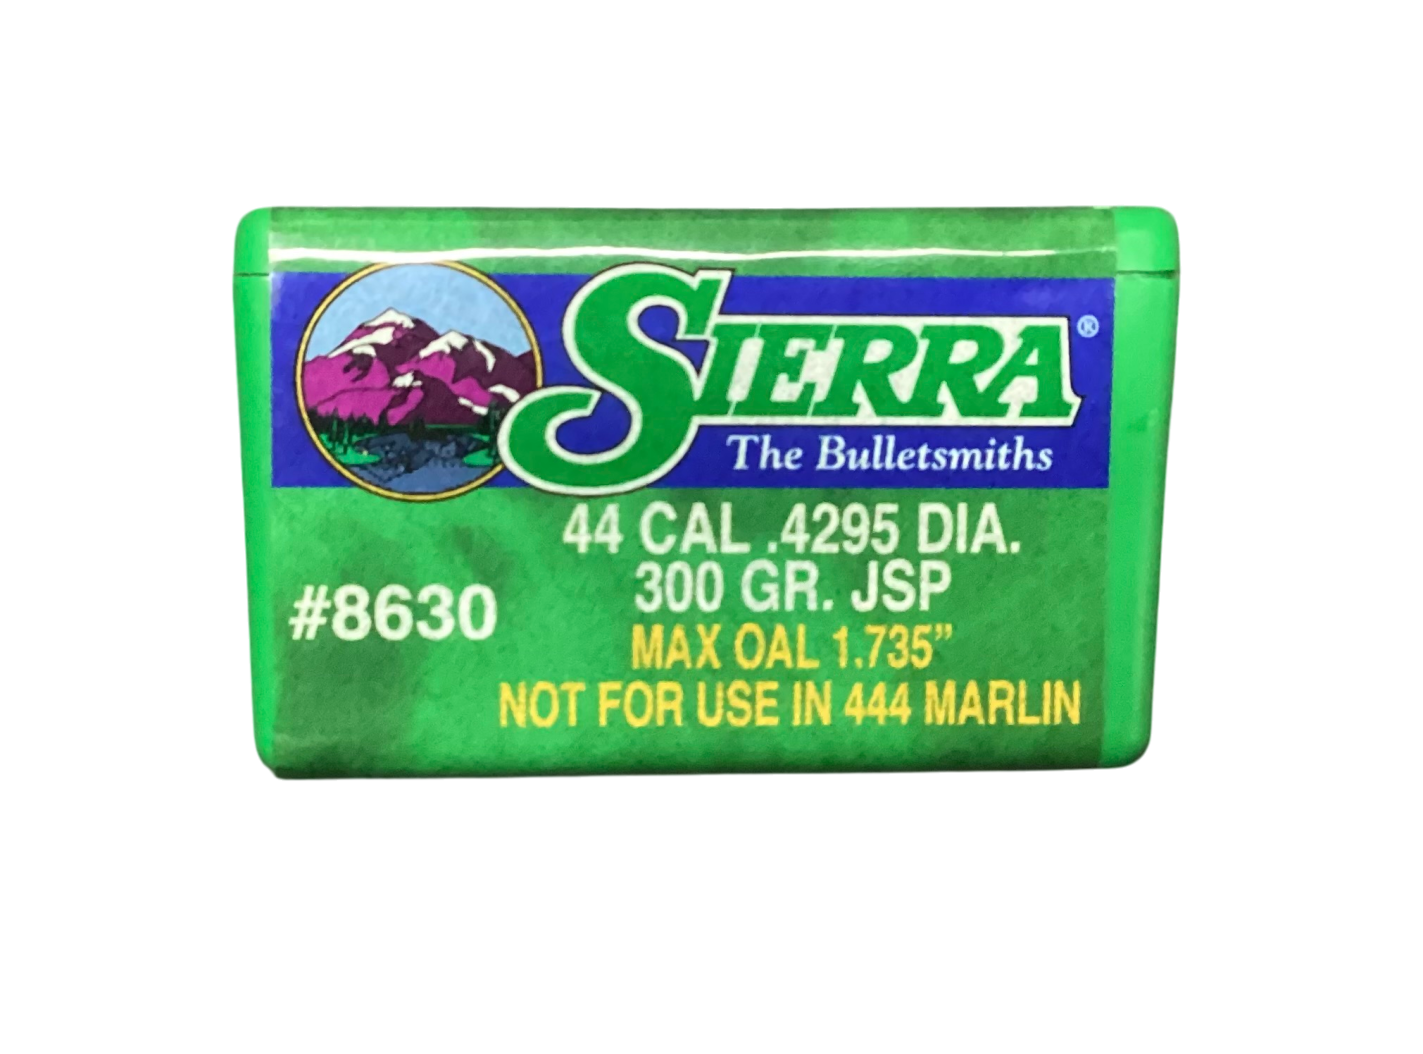 SIERRA®
The Bulletsmiths
44 CAL .4295 DIA.
300 GR. JSP
#8630
MAX OAL 1.735”
NOT FOR USE IN 444 MARLIN